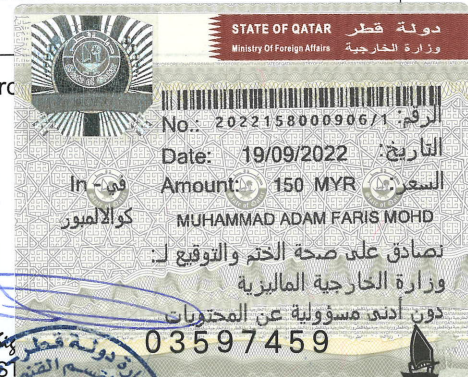 STATE OF QATAR دولة قطر
Ministry Of Foreign Affairs وزارة الخارجية
No.: 2022158000906/1 الرقم:
Date: 19/09/2022 التاريخ:
In - في Amount: 150 MYR السعر:
كوالالمبور MUHAMMAD ADAM FARIS MOHD
نصادق على صحة الختم والتوقيع لـ:
وزارة الخارجية الماليزية
دون أدنى مسؤولية عن المحتويات
03597459
دولة قطر